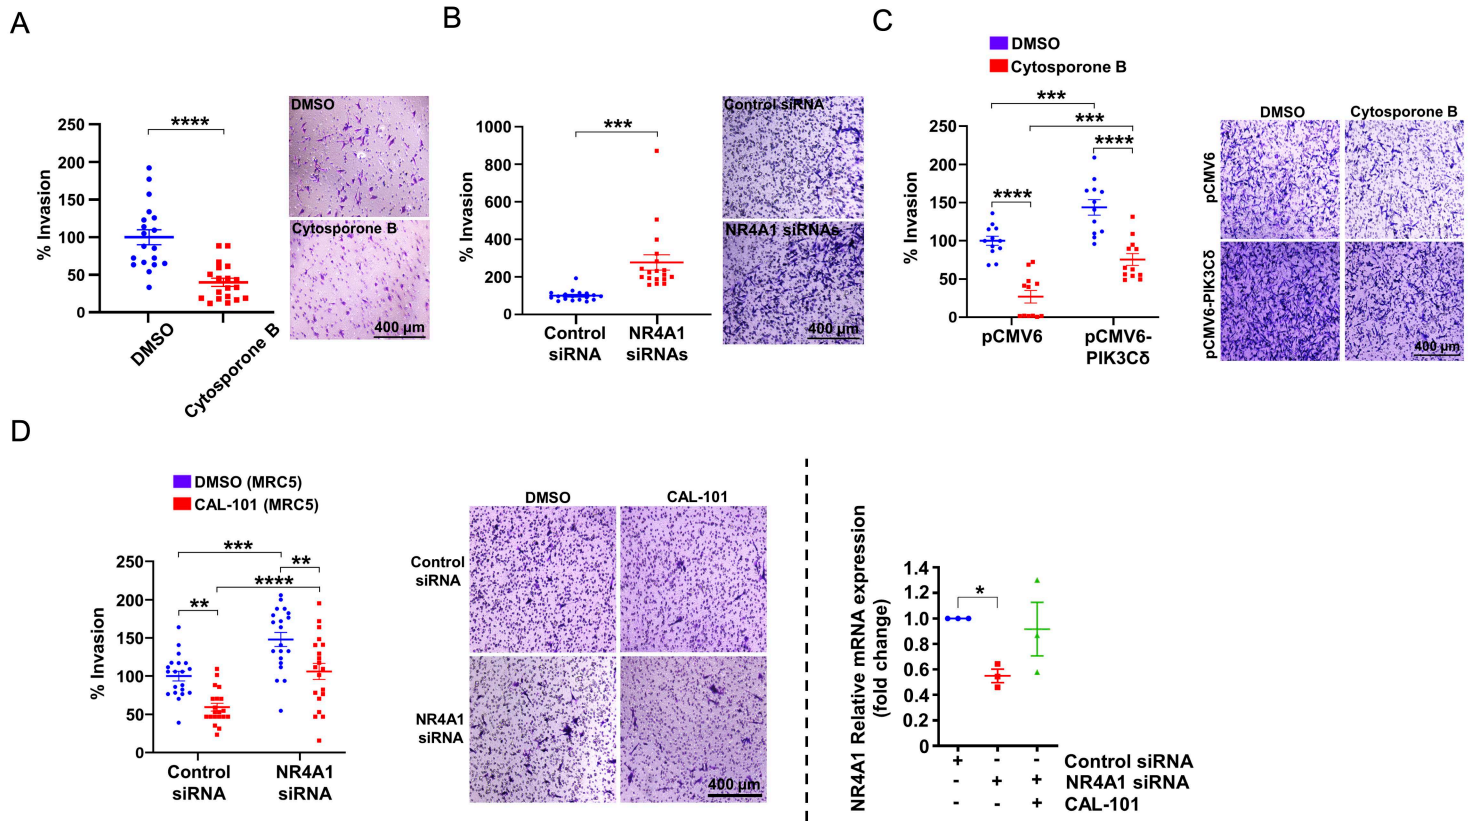 A
% Invasion
250
200
150
100
50
0
****
DMSO
Cytosporone B
DMSO
Cytosporone B
400 µm
B
% Invasion
1000
800
600
400
200
0
***
Control
siRNA
NR4A1
siRNAs
Control siRNA
NR4A1 siRNAs
400 µm
C
DMSO
Cytosporone B
% Invasion
250
200
150
100
50
0
***
***
****
****
pCMV6
pCMV6-
PIK3Cδ
DMSO
Cytosporone B
pCMV6
pCMV6-PIK3Cδ
400 µm
D
DMSO (MRC5)
CAL-101 (MRC5)
% Invasion
250
200
150
100
50
0
***
**
****
**
Control
siRNA
NR4A1
siRNA
DMSO
CAL-101
Control
siRNA
NR4A1
siRNA
400 µm
NR4A1 Relative mRNA expression
(fold change)
1.4
1.2
1.0
0.8
0.6
0.4
0.2
0
*
+ - - Control siRNA
- + + NR4A1 siRNA
- - + CAL-101